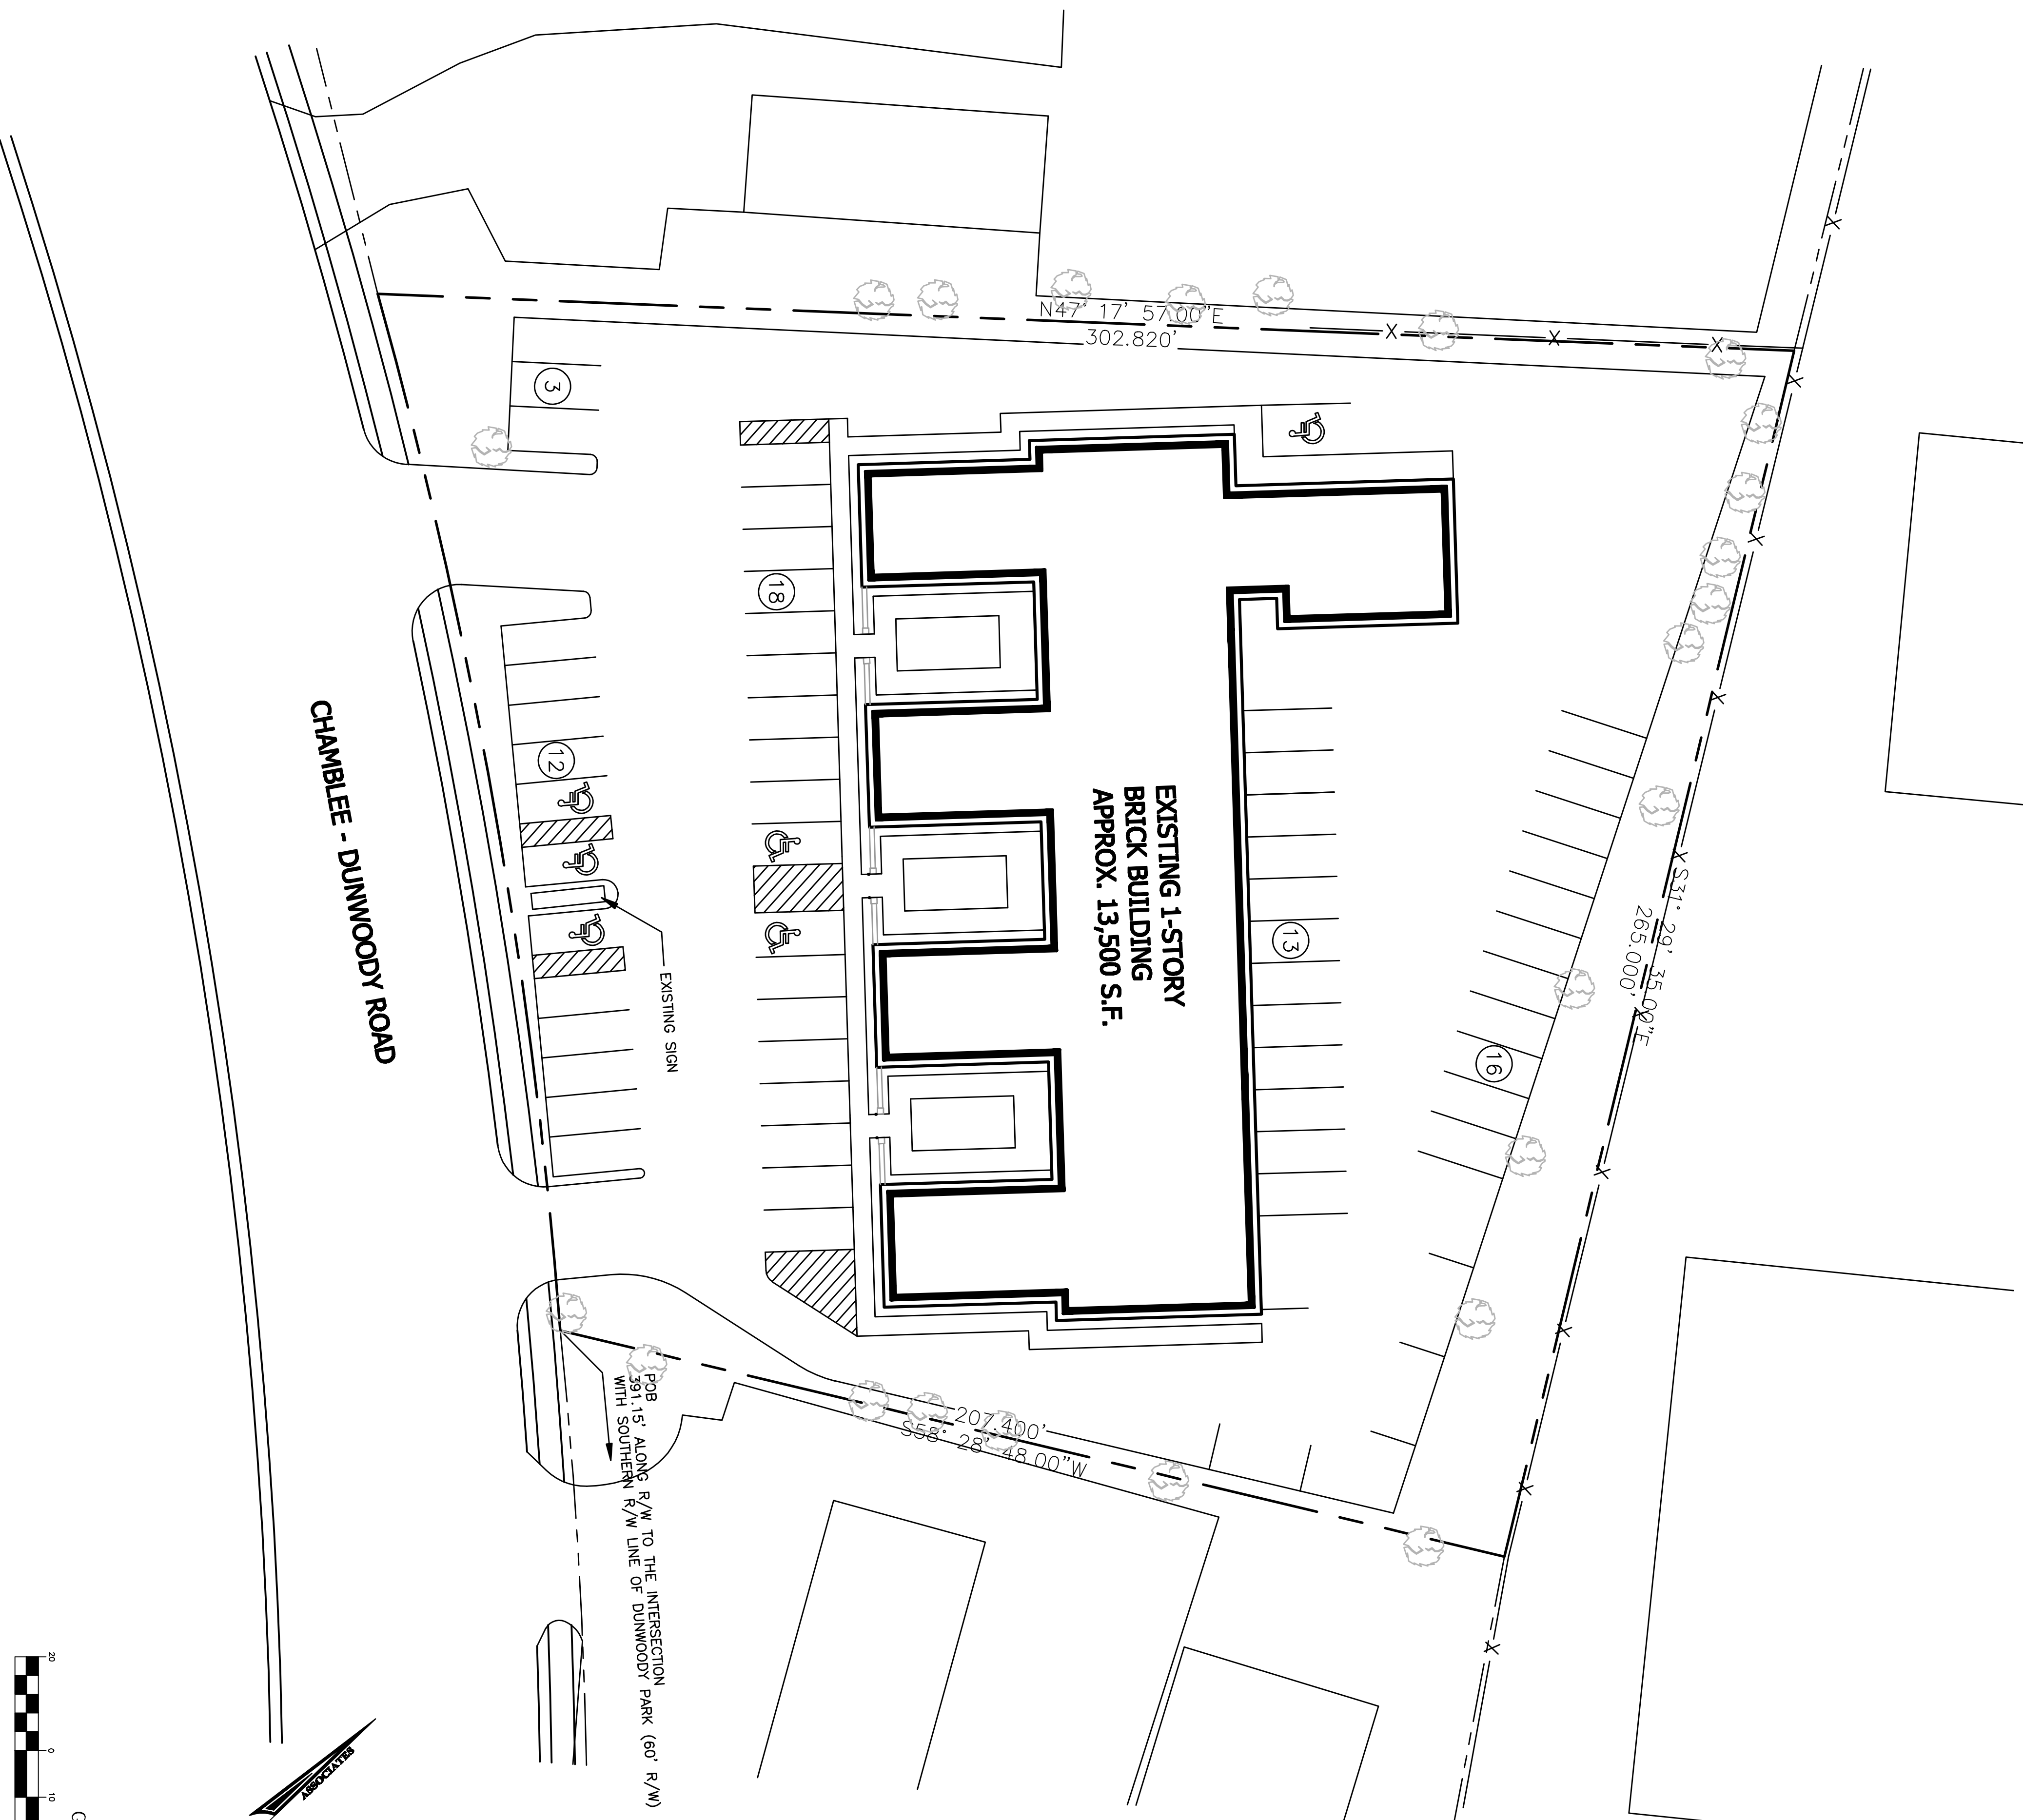 N47° 17' 57.00"E
302.820'
3
18
12
CHAMBLEE - DUNWOODY ROAD
EXISTING 1-STORY
BRICK BUILDING
APPROX. 13,500 S.F.
13
16
S31° 29' 35.00"E
265.000'
EXISTING SIGN
207.400'
S58° 28' 48.00"W
POB
391.15' ALONG R/W TO THE INTERSECTION
WITH SOUTHERN R/W LINE OF DUNWOODY PARK (60' R/W)
X
X
X
X
X
X
X
X
X
X
X
X
X
20
0
10
ASSOCIATES